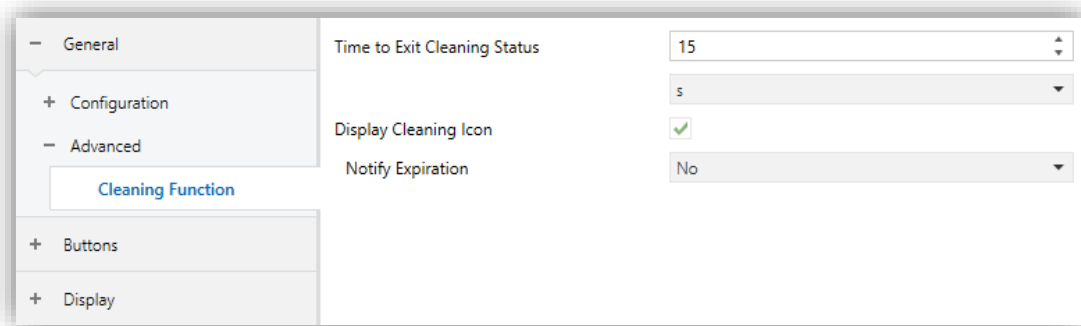 General
Configuration
Advanced
Cleaning Function
Buttons
Display
Time to Exit Cleaning Status
15
s
Display Cleaning Icon
Notify Expiration
No